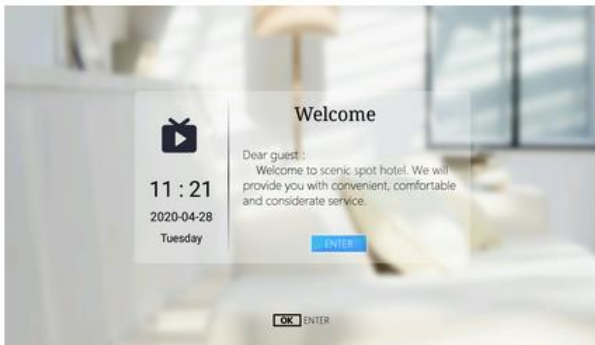 Welcome
11 : 21
2020-04-28
Tuesday
Dear guest :
Welcome to scenic spot hotel. We will
provide you with convenient, comfortable
and considerate service.
ENTER
OK ENTER